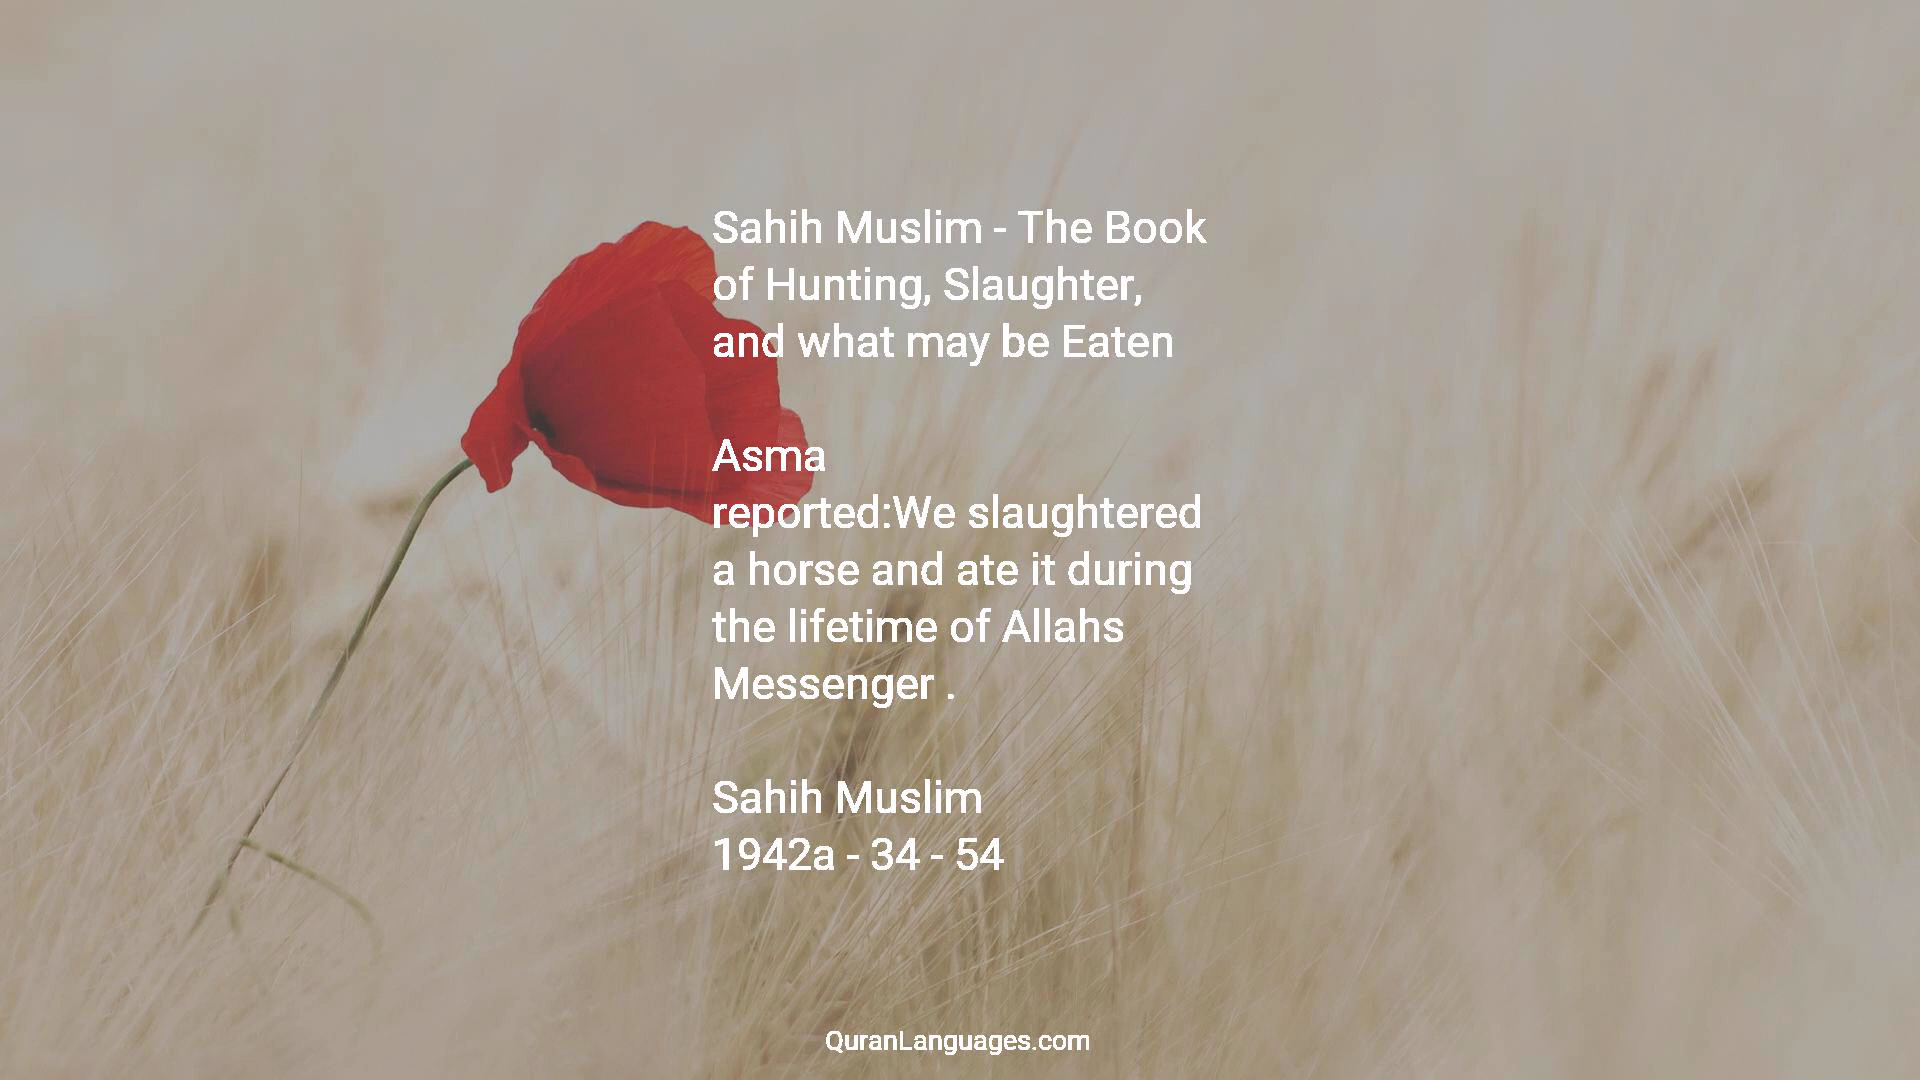 Sahih Muslim - The Book
of Hunting, Slaughter,
and what may be Eaten
Asma
reported:We slaughtered
a horse and ate it during
the lifetime of Allahs
Messenger .
Sahih Muslim
1942a - 34 - 54
QuranLanguages.com